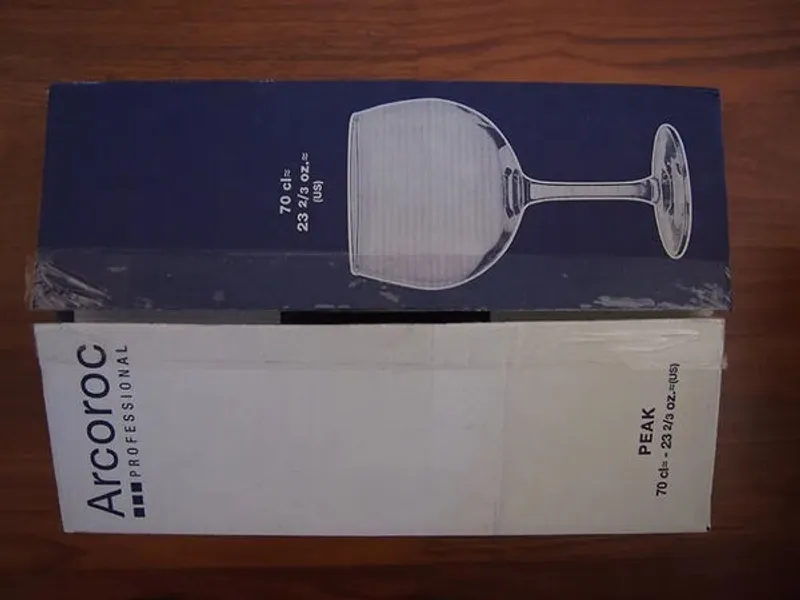 70 cl≈
23 2/3 oz.≈
(US)
Arcoroc
PROFESSIONAL
PEAK
70 cl≈ - 23 2/3 oz.≈(US)